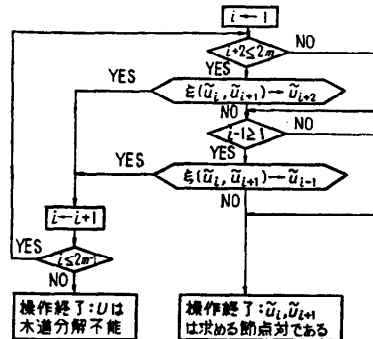 i ← 1
i+2≤2m
NO
YES
YES
ξ(ũᵢ, ũᵢ₊₁) → ũᵢ₊₂
NO
NO
i-1≥1
YES
YES
ξ(ũᵢ, ũᵢ₊₁) → ũᵢ₋₁
NO
i←i+1
YES
i≤2m
NO
操作終了:Uは
木道分解不能
操作終了:ũᵢ,ũᵢ₊₁
は求める節点対である